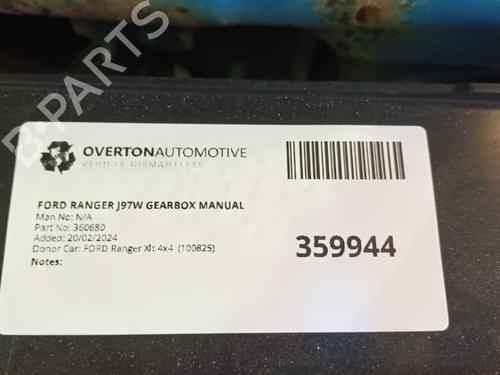 B-PARTS
OVERTONAUTOMOTIVE
VEHICLE DISMANTLERS
FORD RANGER J97W GEARBOX MANUAL
Man No: N/A
Part No: 360680
Added: 20/02/2024
Donor Car: FORD Ranger Xlt 4x4 (100825)
Notes:
359944